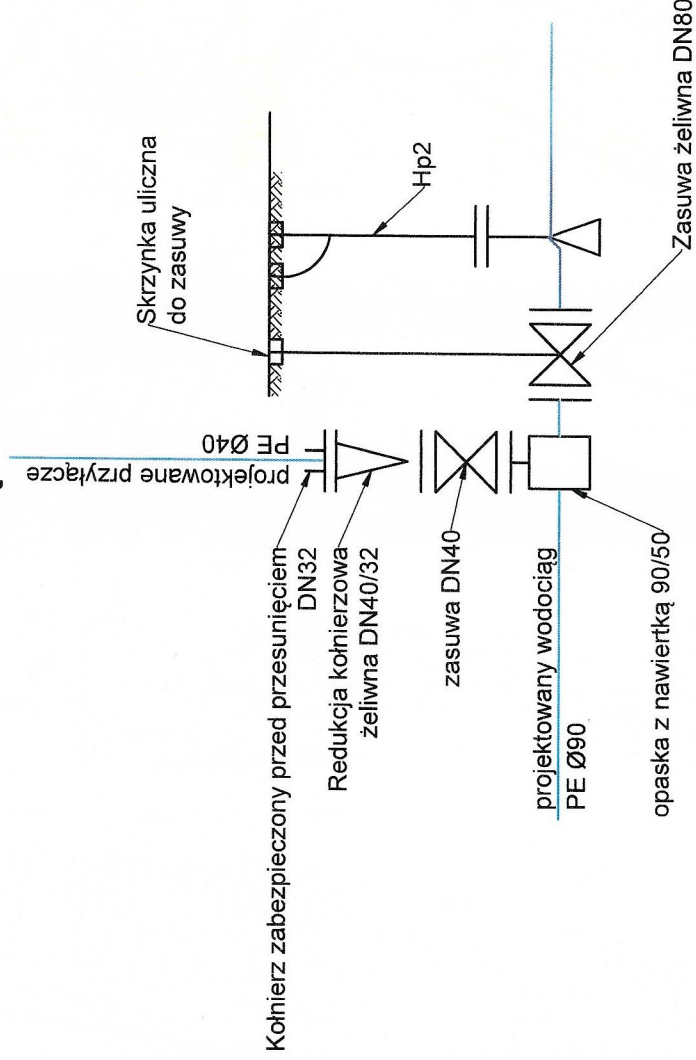 Skrzynka uliczna
do zasuwy
projektowane przyłącze
PE Ø40
Hp2
Kołnierz zabezpieczony przed przesunięciem
DN32
Redukcja kołnierzowa
żeliwna DN40/32
zasuwa DN40
projektowany wodociąg
PE Ø90
opaska z nawiertką 90/50
Zasuwa żeliwna DN80